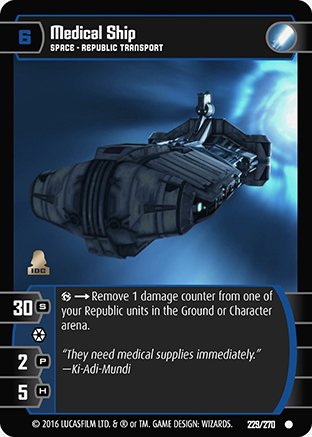 6
Medical Ship
SPACE - REPUBLIC TRANSPORT
IDC
30 S
→ Remove 1 damage counter from one of
your Republic units in the Ground or Character
arena.
2 P
“They need medical supplies immediately.”
—Ki-Adi-Mundi
5 H
© 2016 LUCASFILM LTD. & ® or TM. GAME DESIGN: WIZARDS.
229/270